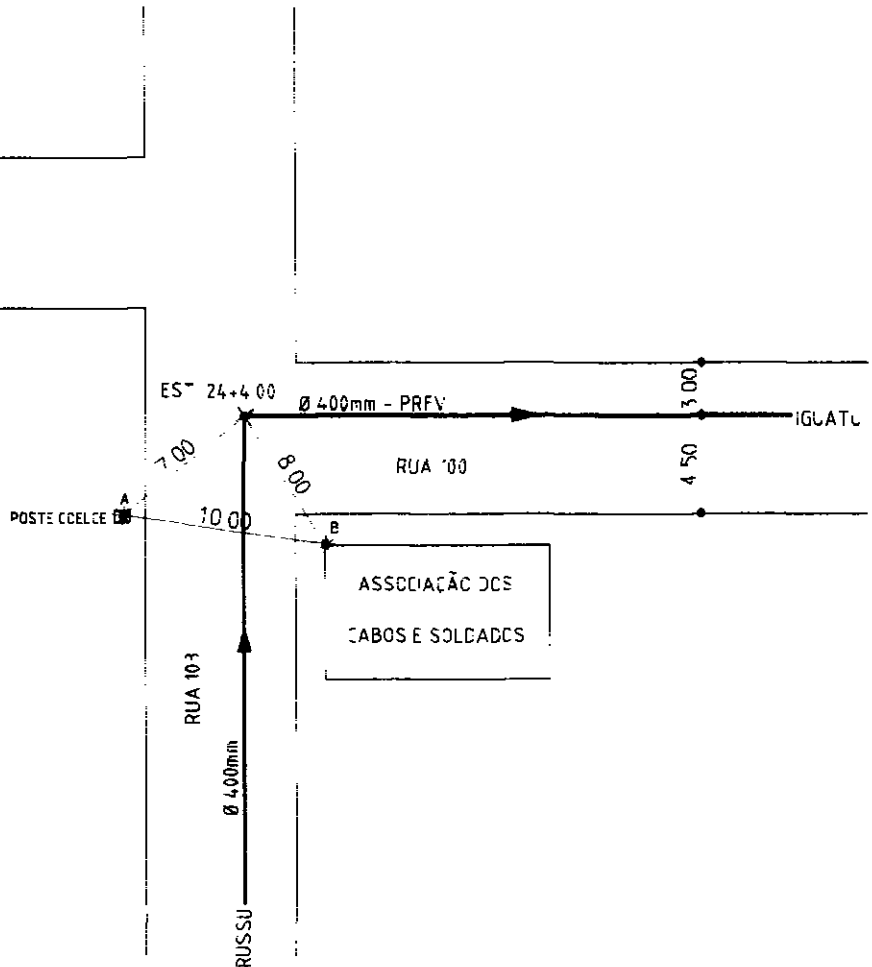 EST 24+4.00
Ø 400mm - PRFV
3.00
IGUATU
7.00
8.00
RUA 100
4.50
A
POSTE COELCE
10.00
B
ASSOCIAÇÃO DOS
CABOS E SOLDADOS
RUA 103
Ø 400mm